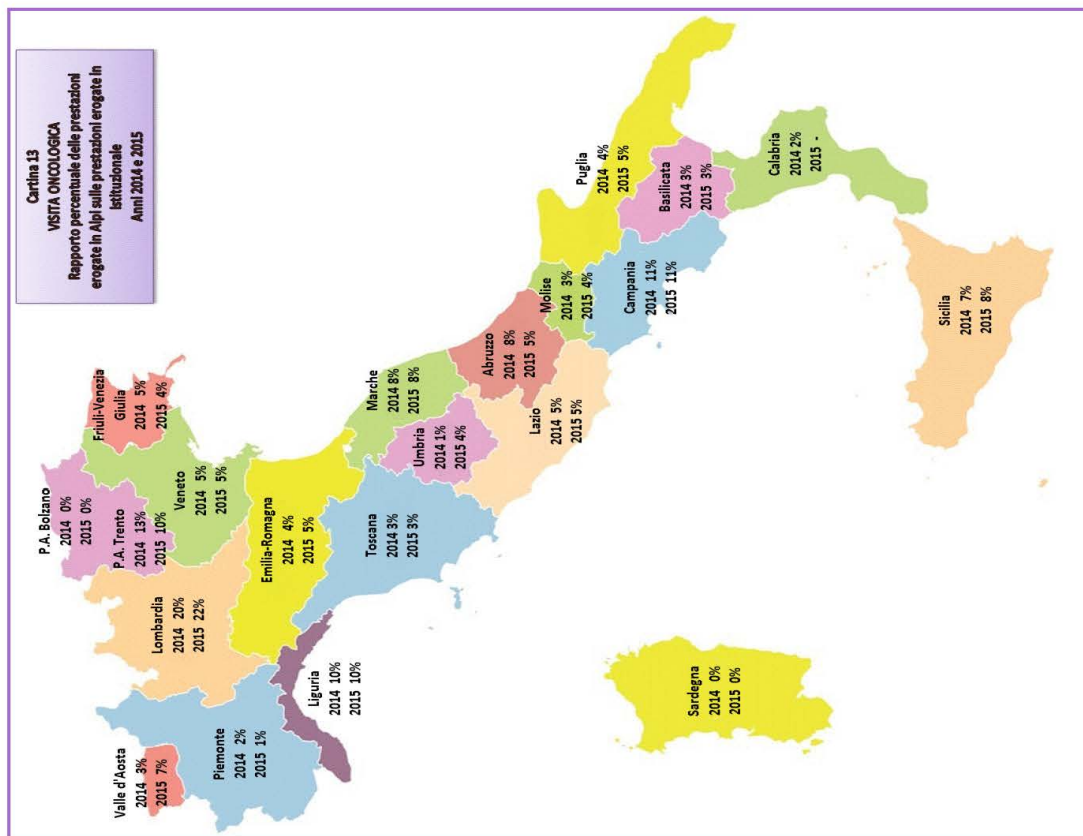 Cartina 13
VISITA ONCOLOGICA
Rapporto percentuale delle prestazioni
erogate in Alpi sulle prestazioni erogate in
Istituzionale
Anni 2014 e 2015
P.A. Bolzano
2014 0%
2015 0%
P.A. Trento
2014 13%
2015 10%
Friuli-Venezia
Giulia
2014 5%
2015 4%
Veneto
2014 5%
2015 5%
Lombardia
2014 20%
2015 22%
Valle d'Aosta
2014 3%
2015 7%
Piemonte
2014 2%
2015 1%
Liguria
2014 10%
2015 10%
Emilia-Romagna
2014 4%
2015 5%
Toscana
2014 3%
2015 3%
Marche
2014 8%
2015 8%
Umbria
2014 1%
2015 4%
Lazio
2014 5%
2015 5%
Abruzzo
2014 8%
2015 5%
Molise
2014 3%
2015 4%
Campania
2014 11%
2015 11%
Puglia
2014 4%
2015 5%
Basilicata
2014 3%
2015 3%
Calabria
2014 2%
2015 -
Sicilia
2014 7%
2015 8%
Sardegna
2014 0%
2015 0%